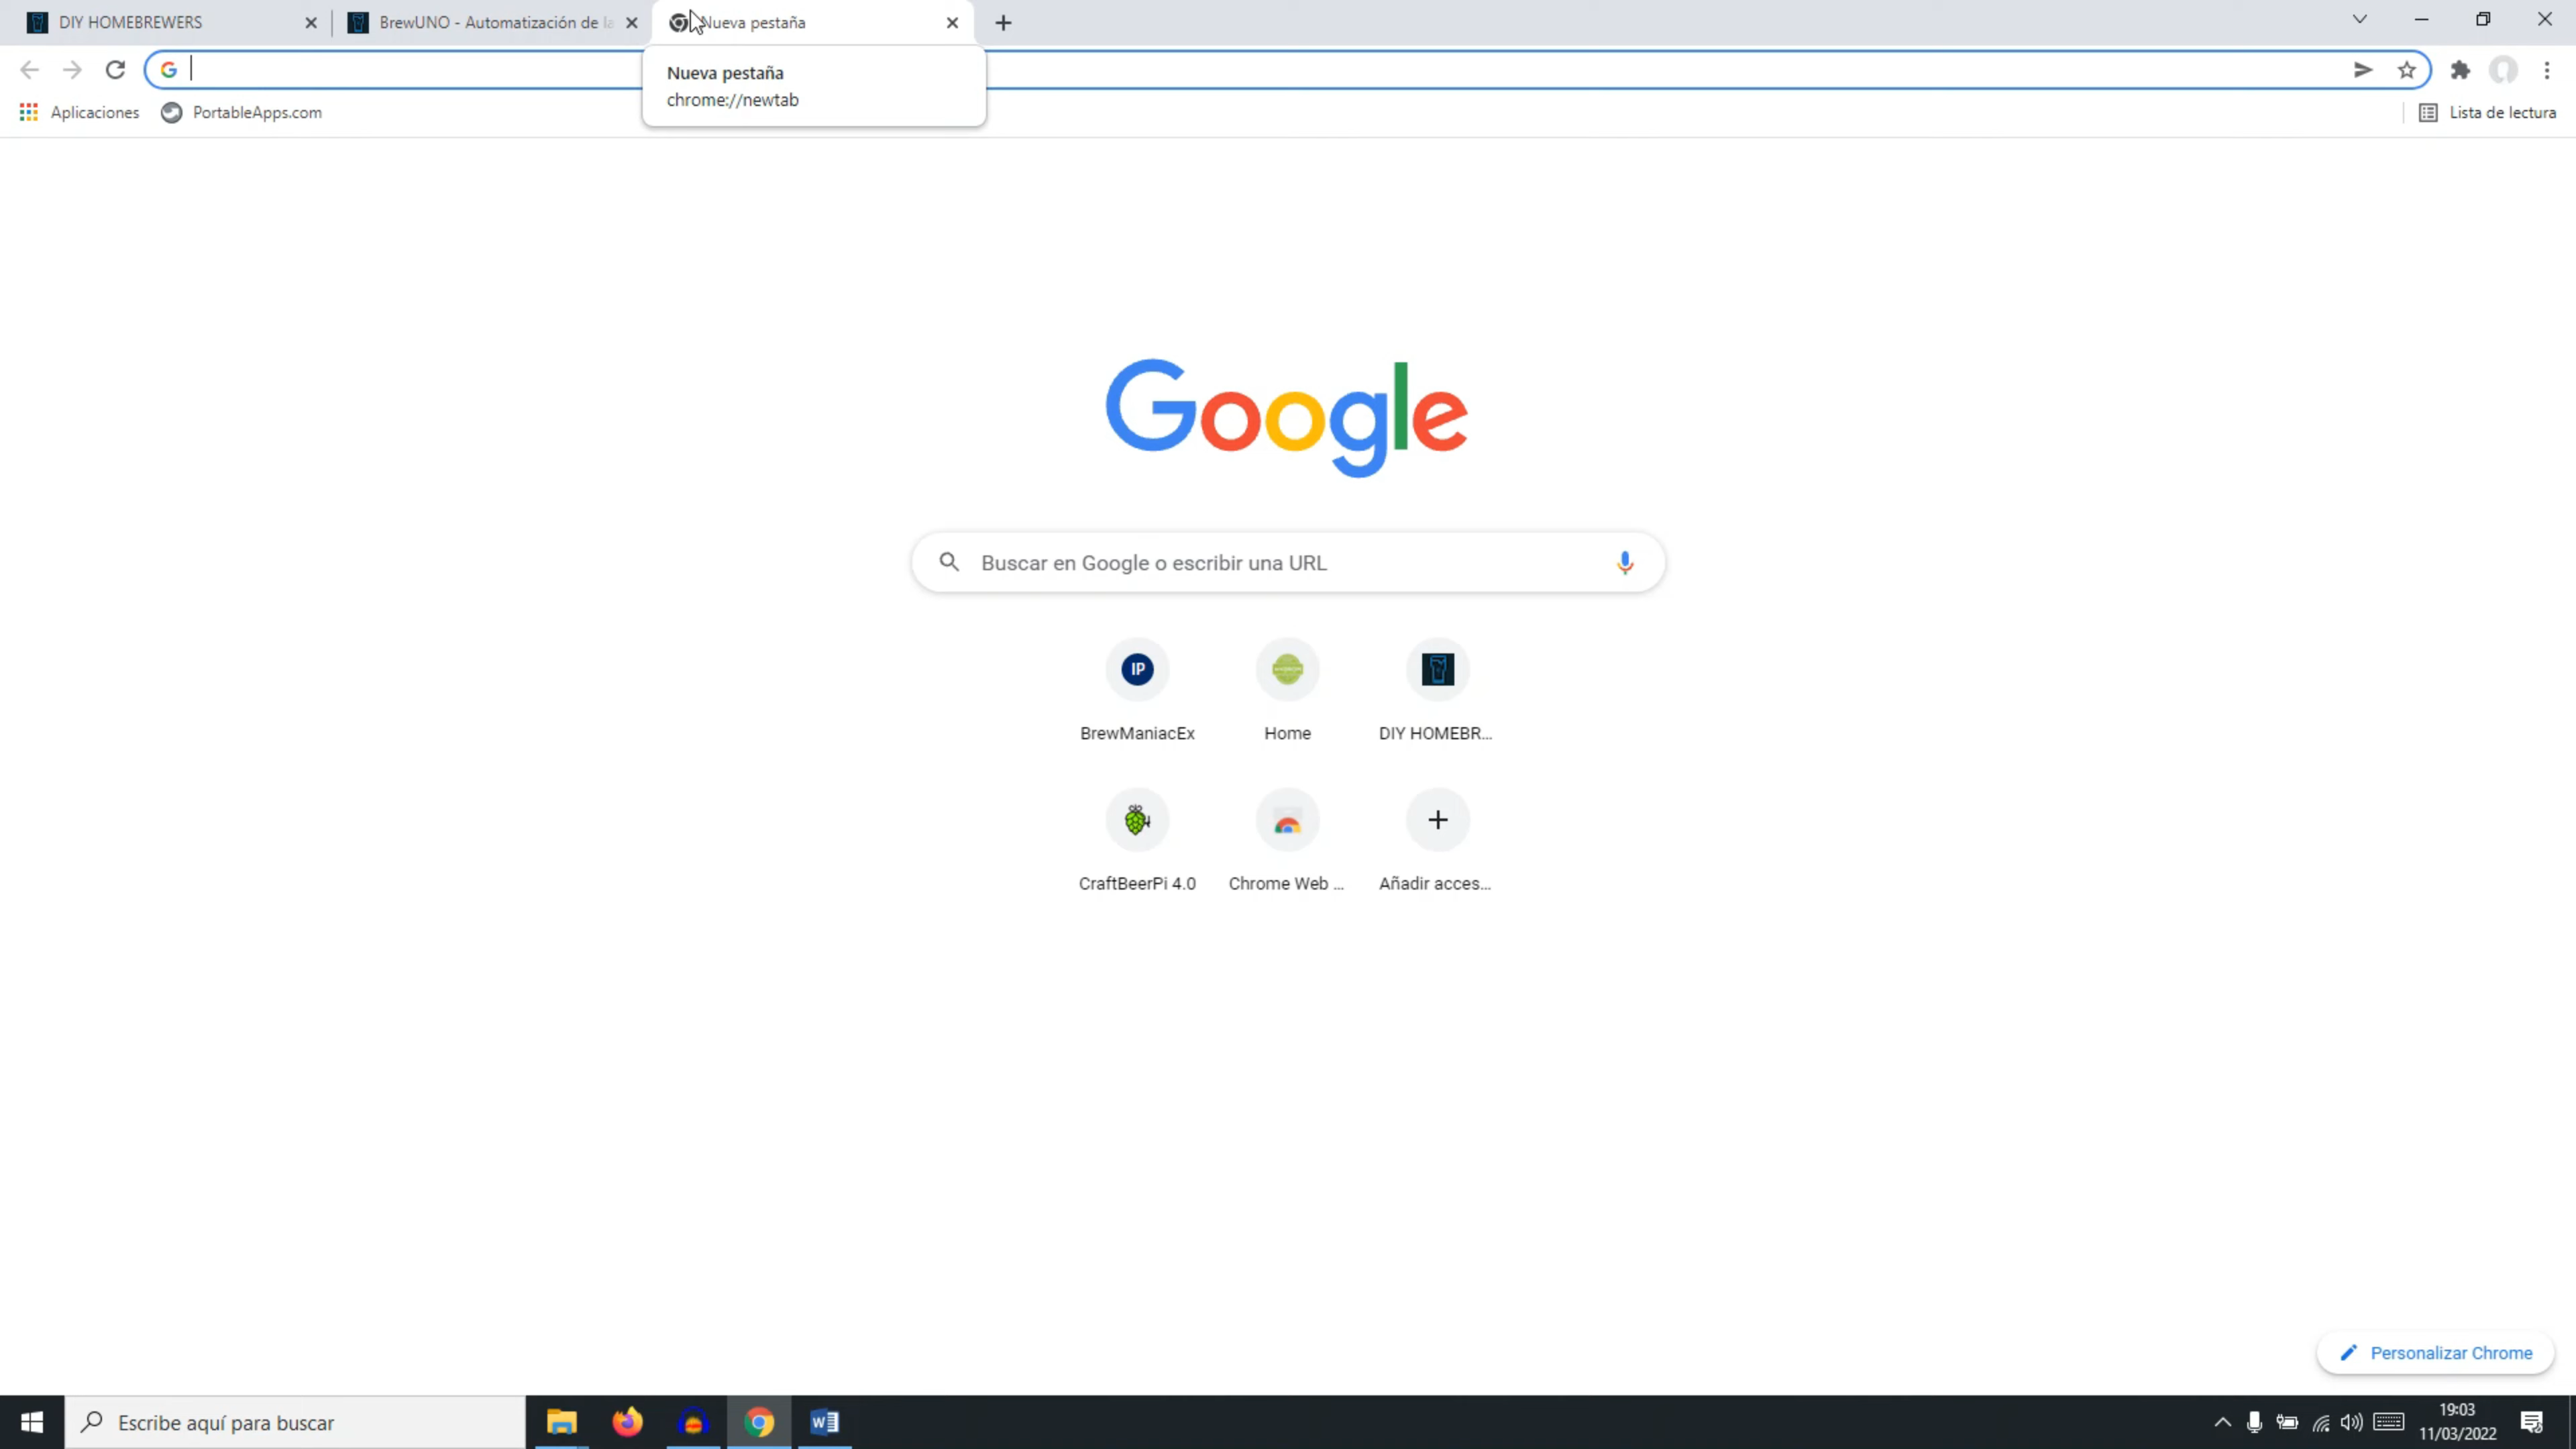 DIY HOMEBREWERS
BrewUNO - Automatización de la
Nueva pestaña
Nueva pestaña
chrome://newtab
Aplicaciones
PortableApps.com
Lista de lectura
Google
Buscar en Google o escribir una URL
IP
BrewManiacEx
Home
DIY HOMEBR...
CraftBeerPi 4.0
Chrome Web ...
Añadir acces...
Personalizar Chrome
Escribe aquí para buscar
19:03
11/03/2022